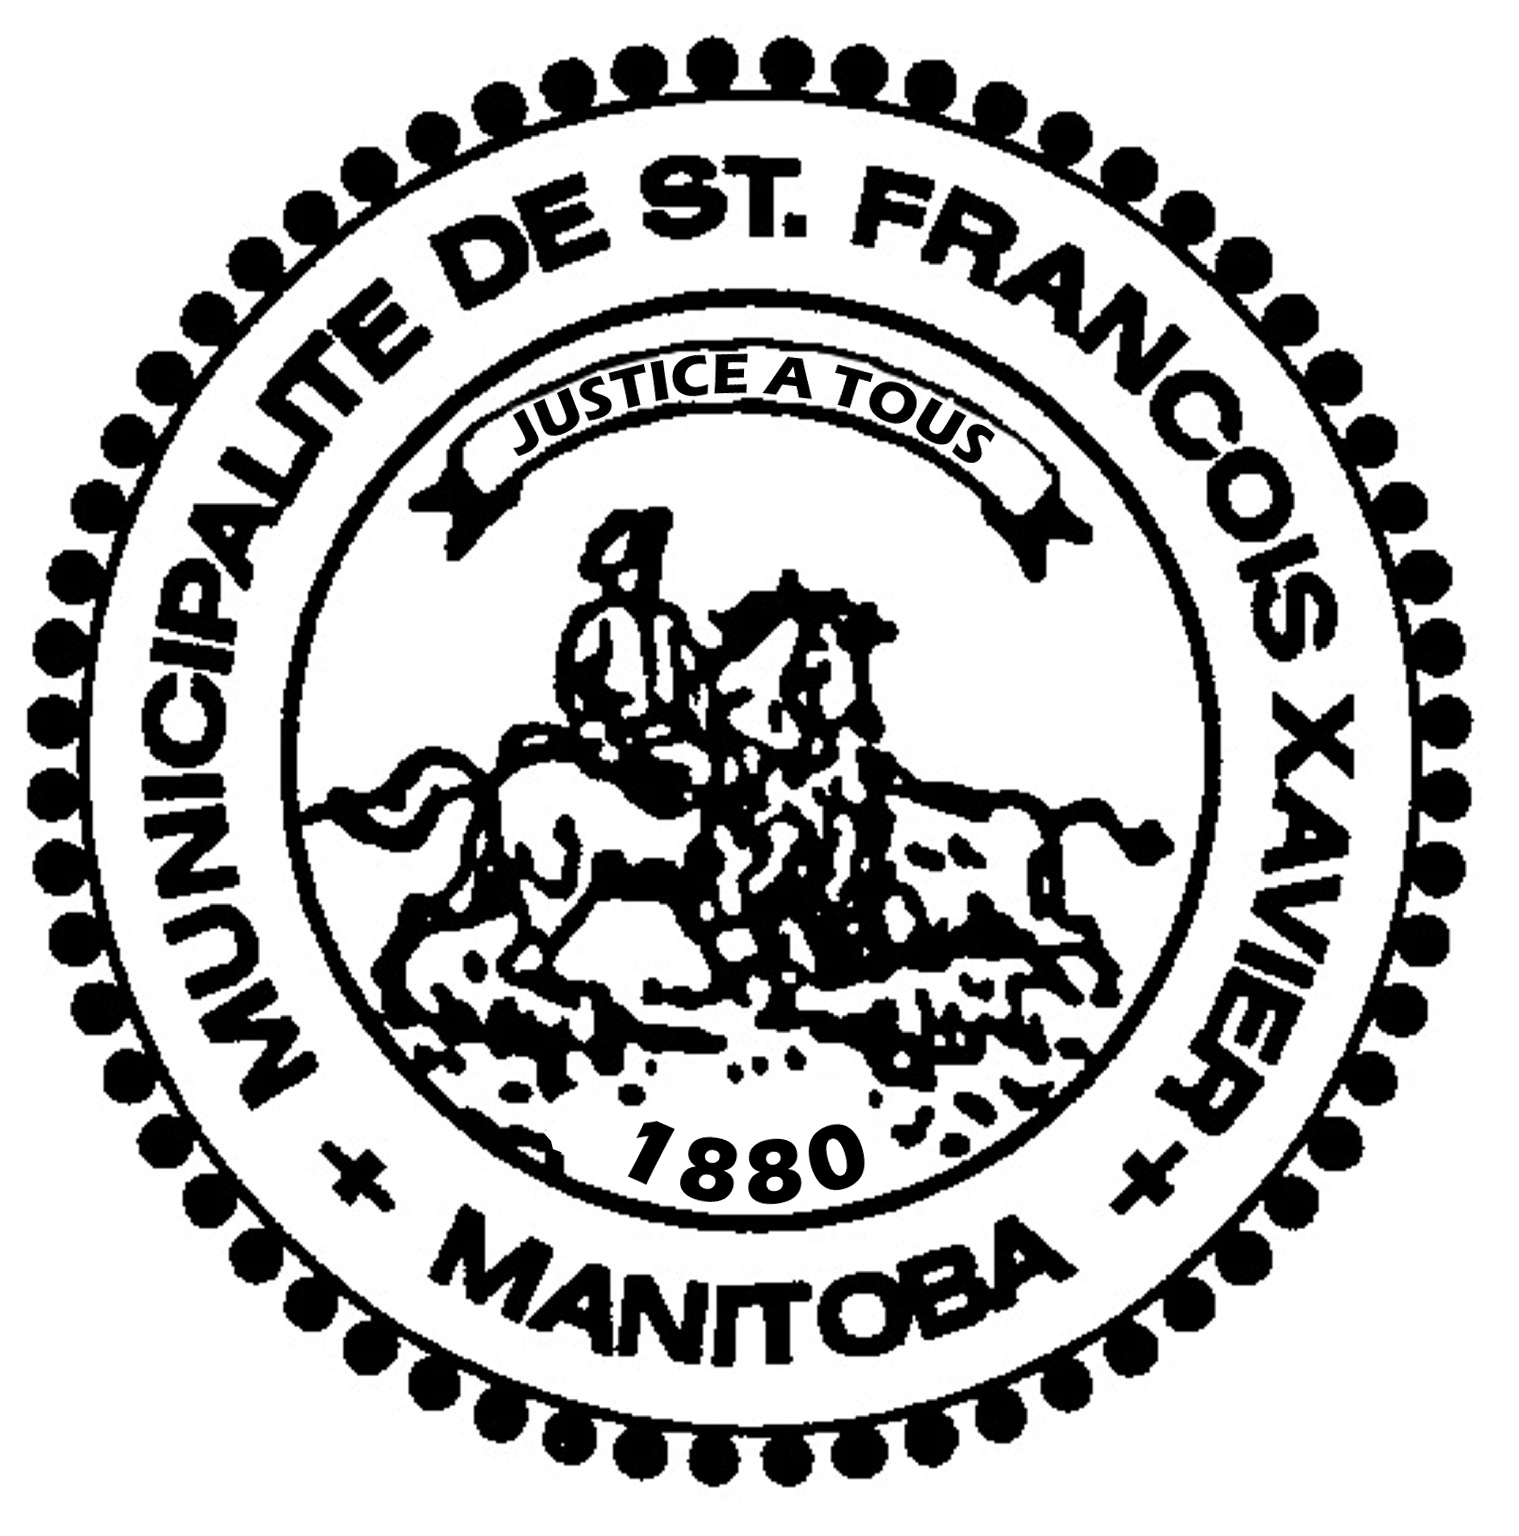 MUNICIPALITE DE ST. FRANCOIS XAVIER
JUSTICE A TOUS
1880
MANITOBA